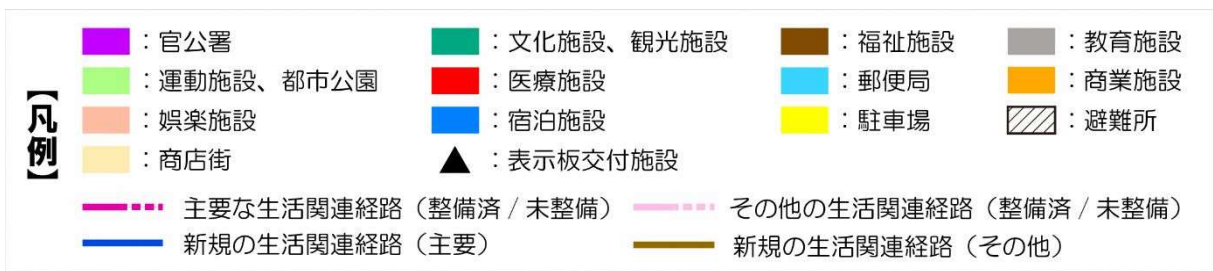 【凡例】
：官公署 ：文化施設、観光施設 ：福祉施設 ：教育施設
：運動施設、都市公園 ：医療施設 ：郵便局 ：商業施設
：娯楽施設 ：宿泊施設 ：駐車場 ：避難所
：商店街 ：表示板交付施設
主要な生活関連経路（整備済 / 未整備） その他の生活関連経路（整備済 / 未整備）
新規の生活関連経路（主要） 新規の生活関連経路（その他）